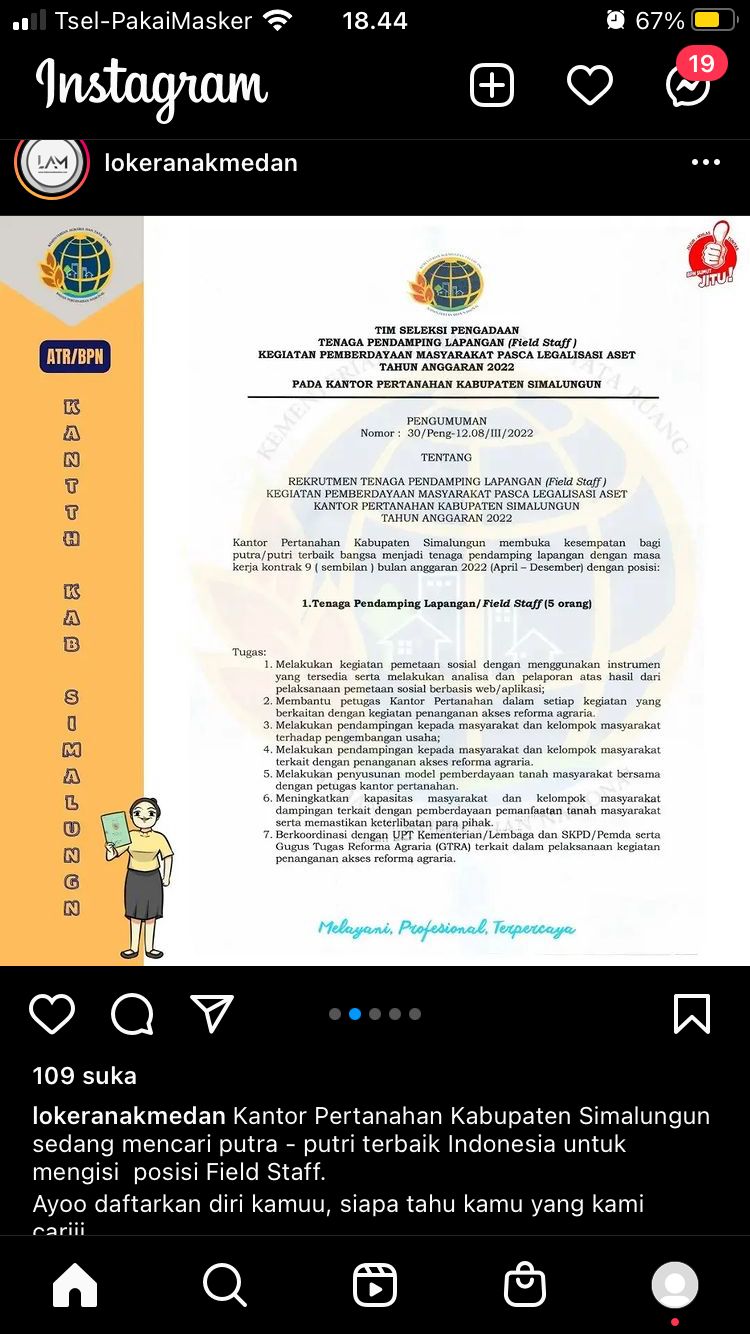 Tsel-PakaiMasker 18.44 67%
Instagram 19
LAM lokeranakmedan
BPN SUMUT
JITU!
TIM SELEKSI PENGADAAN
TENAGA PENDAMPING LAPANGAN (Field Staff )
KEGIATAN PEMBERDAYAAN MASYARAKAT PASCA LEGALISASI ASET
TAHUN ANGGARAN 2022
PADA KANTOR PERTANAHAN KABUPATEN SIMALUNGUN
ATR/BPN
KANTTH KAB SIMALUNGN
PENGUMUMAN
Nomor : 30/Peng-12.08/III/2022
TENTANG
REKRUTMEN TENAGA PENDAMPING LAPANGAN (Field Staff )
KEGIATAN PEMBERDAYAAN MASYARAKAT PASCA LEGALISASI ASET
KANTOR PERTANAHAN KABUPATEN SIMALUNGUN
TAHUN ANGGARAN 2022
Kantor Pertanahan Kabupaten Simalungun membuka kesempatan bagi
putra/putri terbaik bangsa menjadi tenaga pendamping lapangan dengan masa
kerja kontrak 9 ( sembilan ) bulan anggaran 2022 (April – Desember) dengan posisi:
1.Tenaga Pendamping Lapangan/Field Staff (5 orang)
Tugas:
1. Melakukan kegiatan pemetaan sosial dengan menggunakan instrumen
yang tersedia serta melakukan analisa dan pelaporan atas hasil dari
pelaksanaan pemetaan sosial berbasis web/aplikasi;
2. Membantu petugas Kantor Pertanahan dalam setiap kegiatan yang
berkaitan dengan kegiatan penanganan akses reforma agraria.
3. Melakukan pendampingan kepada masyarakat dan kelompok masyarakat
terhadap pengembangan usaha;
4. Melakukan pendampingan kepada masyarakat dan kelompok masyarakat
terkait dengan penanganan akses reforma agraria.
5. Melakukan penyusunan model pemberdayaan tanah masyarakat bersama
dengan petugas kantor pertanahan.
6. Meningkatkan kapasitas masyarakat dan kelompok masyarakat
dampingan terkait dengan pemberdayaan pemanfaatan tanah masyarakat
serta memastikan keterlibatan para pihak.
7. Berkoordinasi dengan UPT Kementerian/Lembaga dan SKPD/Pemda serta
Gugus Tugas Reforma Agraria (GTRA) terkait dalam pelaksanaan kegiatan
penanganan akses reforma agraria.
Melayani, Profesional, Terpercaya
109 suka
lokeranakmedan Kantor Pertanahan Kabupaten Simalungun
sedang mencari putra - putri terbaik Indonesia untuk
mengisi posisi Field Staff.
Ayoo daftarkan diri kamuu, siapa tahu kamu yang kami
cariii